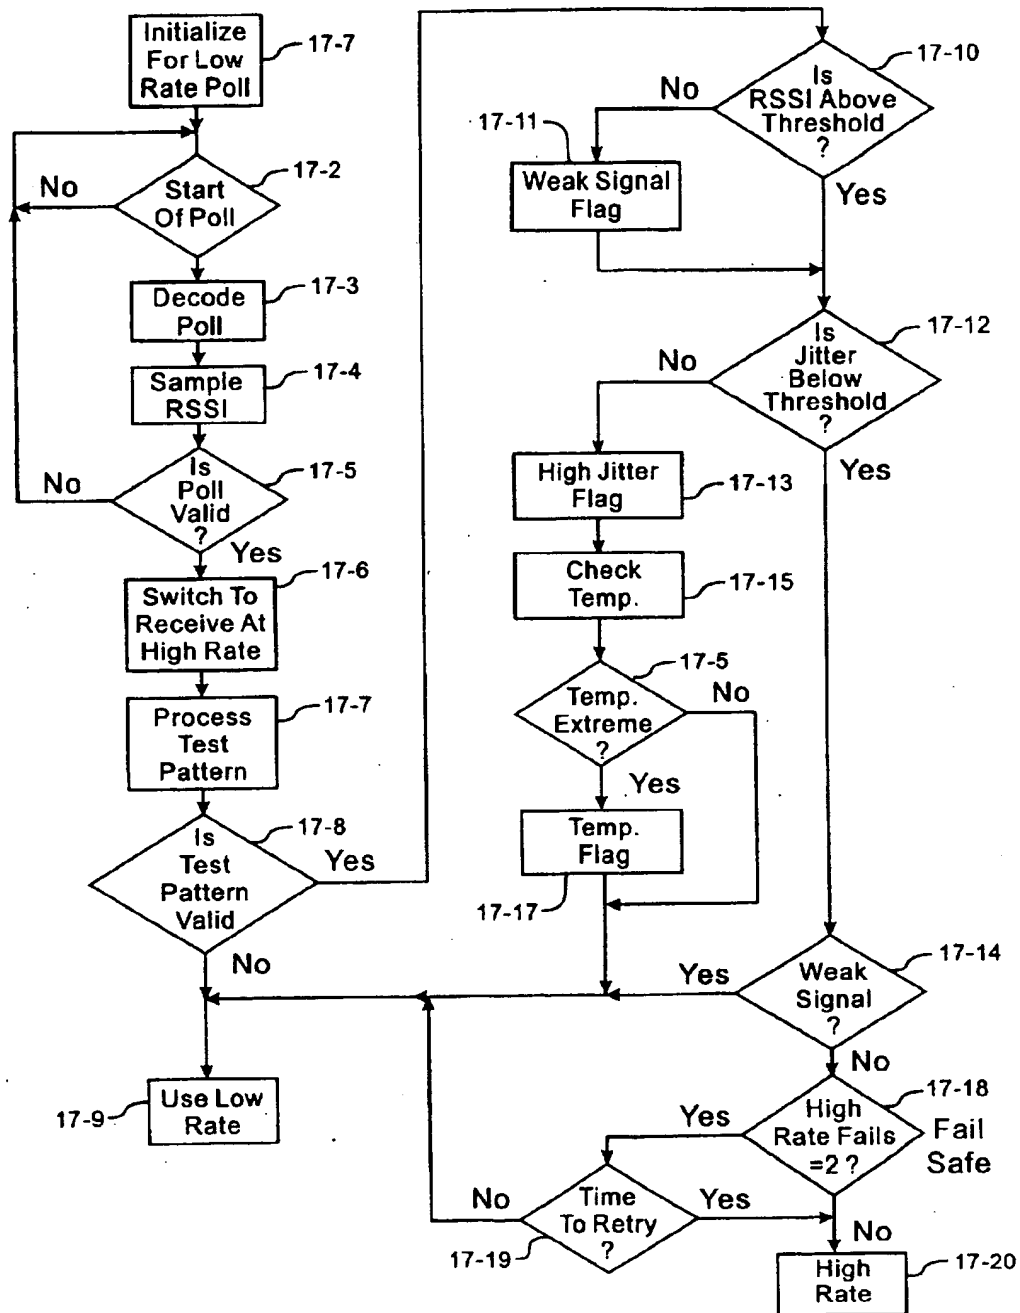 Initialize
For Low
Rate Poll
17-7
Start
Of Poll
17-2
No
Decode
Poll
17-3
Sample
RSSI
17-4
Is
Poll
Valid
?
17-5
No
Yes
Switch To
Receive At
High Rate
17-6
Process
Test
Pattern
17-7
Is
Test
Pattern
Valid
17-8
Yes
No
Use Low
Rate
17-9
Is
RSSI Above
Threshold
?
17-10
No
Yes
Weak Signal
Flag
17-11
Is
Jitter
Below
Threshold
?
17-12
No
Yes
High Jitter
Flag
17-13
Check
Temp.
17-15
Temp.
Extreme
?
17-5
No
Yes
Temp.
Flag
17-17
Weak
Signal
?
17-14
Yes
No
High
Rate Fails
=2 ?
17-18
Fail
Safe
Yes
No
Time
To Retry
?
17-19
No
Yes
High
Rate
17-20